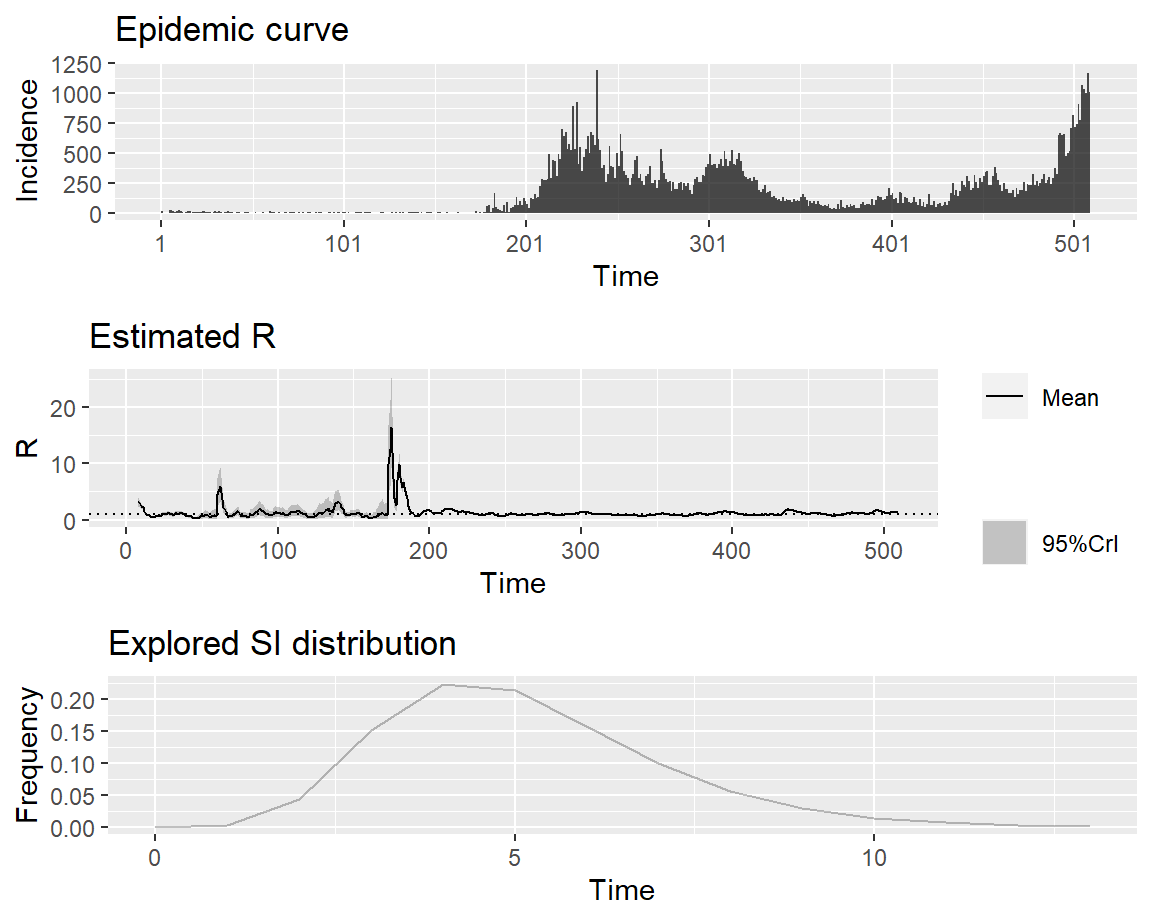 Epidemic curve
1250
1000
750
500
250
0
Incidence
1 101 201 301 401 501
Time
Estimated R
20
10
0
R
0 100 200 300 400 500
Time
Mean
95%CrI
Explored SI distribution
0.20
0.15
0.10
0.05
0.00
Frequency
0 5 10
Time